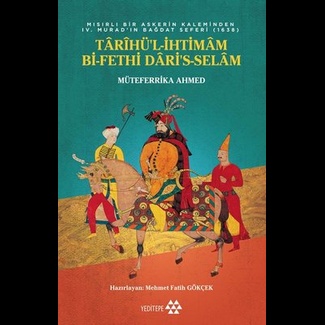 MISIRLI BİR ASKERİN KALEMİNDEN
IV. MURAD'IN BAĞDAT SEFERİ (1638)
TÂRÎHÜ'L-İHTİMÂM
Bİ-FETHİ DÂRİ'S-SELÂM
MÜTEFERRİKA AHMED
Hazırlayan: Mehmet Fatih GÖKÇEK
YEDİTEPE